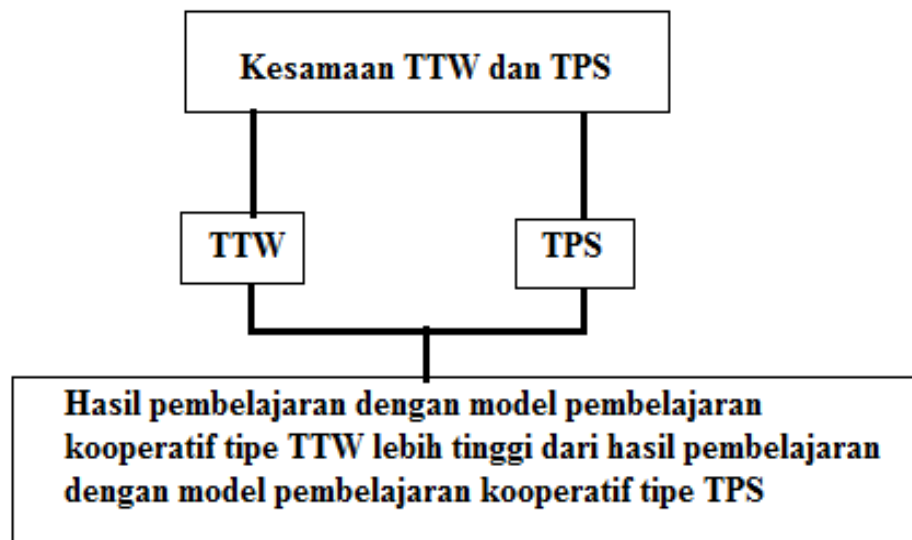 Kesamaan TTW dan TPS
TTW
TPS
Hasil pembelajaran dengan model pembelajaran
kooperatif tipe TTW lebih tinggi dari hasil pembelajaran
dengan model pembelajaran kooperatif tipe TPS